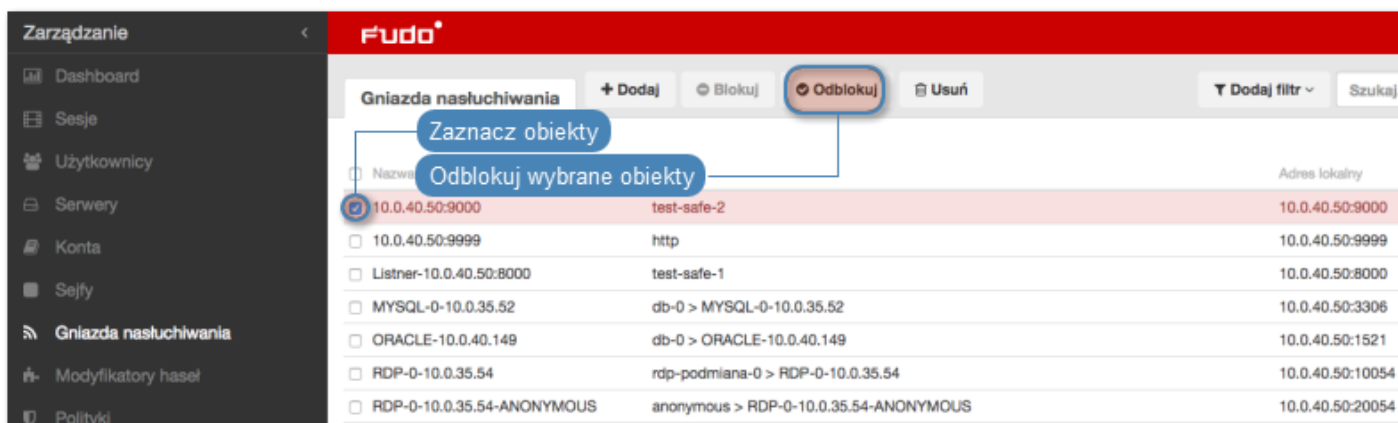 Zarządzanie
Fudo
Dashboard
Gniazda nasłuchiwania
+ Dodaj
Blokuj
Odblokuj
Usuń
Dodaj filtr
Szukaj
Sesje
Zaznacz obiekty
Użytkownicy
Odblokuj wybrane obiekty
Adres lokalny
Serwery
10.0.40.50:9000 test-safe-2 10.0.40.50:9000
Konta
10.0.40.50:9999 http 10.0.40.50:9999
Sejfy
Listner-10.0.40.50:8000 test-safe-1 10.0.40.50:8000
Gniazda nasłuchiwania
MYSQL-0-10.0.35.52 db-0 > MYSQL-0-10.0.35.52 10.0.40.50:3306
ORACLE-10.0.40.149 db-0 > ORACLE-10.0.40.149 10.0.40.50:1521
Modyfikatory haseł
RDP-0-10.0.35.54 rdp-podmiana-0 > RDP-0-10.0.35.54 10.0.40.50:10054
Polityki
RDP-0-10.0.35.54-ANONYMOUS anonymous > RDP-0-10.0.35.54-ANONYMOUS 10.0.40.50:20054